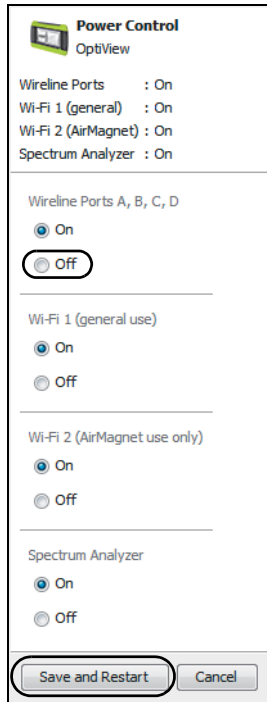 Power Control
OptiView
Wireline Ports : On
Wi-Fi 1 (general) : On
Wi-Fi 2 (AirMagnet) : On
Spectrum Analyzer : On
Wireline Ports A, B, C, D
On
Off
Wi-Fi 1 (general use)
On
Off
Wi-Fi 2 (AirMagnet use only)
On
Off
Spectrum Analyzer
On
Off
Save and Restart Cancel